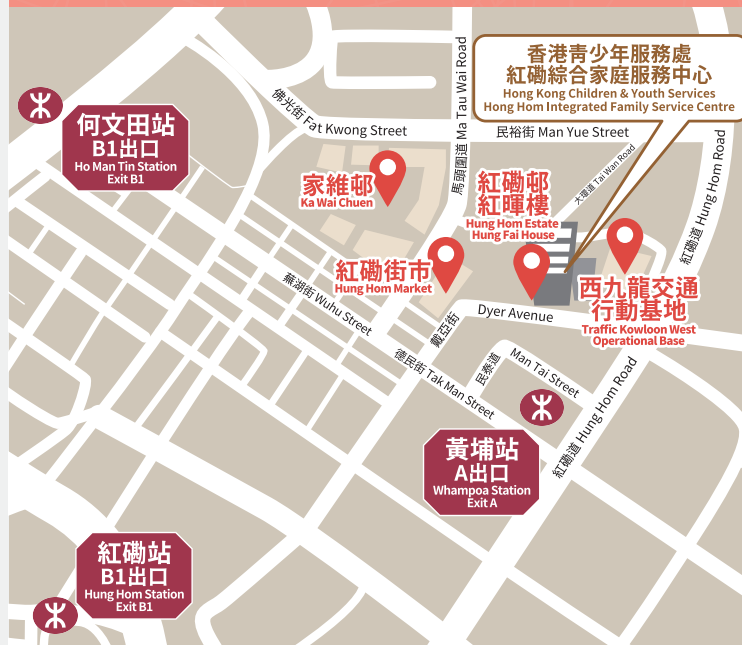 香港青少年服務處
紅磡綜合家庭服務中心
Hong Kong Children & Youth Services
Hong Hom Integrated Family Service Centre
何文田站
B1出口
Ho Man Tin Station
Exit B1
佛光街 Fat Kwong Street
馬頭圍道 Ma Tau Wai Road
民裕街 Man Yue Street
大環道 Tai Wan Road
紅磡道 Hung Hom Road
家維邨
Ka Wai Chuen
紅磡邨
紅暉樓
Hung Hom Estate
Hung Fai House
紅磡街市
Hung Hom Market
西九龍交通
行動基地
Traffic Kowloon West
Operational Base
蕪湖街 Wuhu Street
戴亞街
Dyer Avenue
德民街 Tak Man Street
民泰道
Man Tai Street
紅磡道 Hung Hom Road
黃埔站
A出口
Whampoa Station
Exit A
紅磡站
B1出口
Hung Hom Station
Exit B1